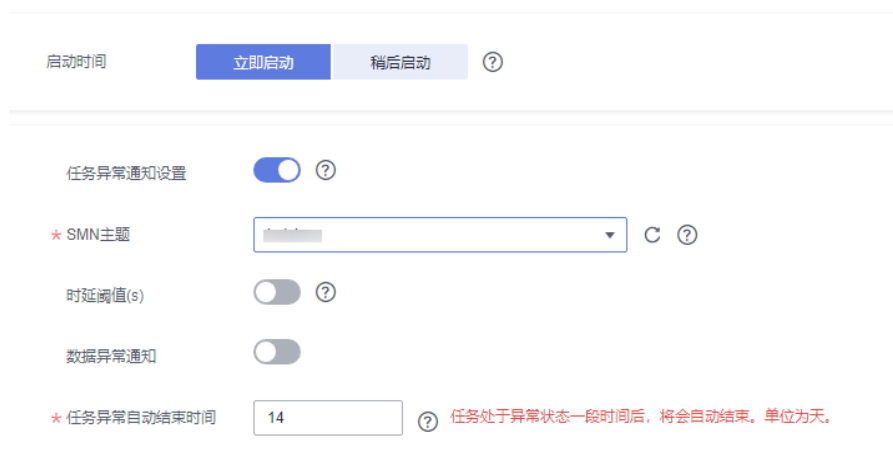 启动时间 立即启动 稍后启动 ?
任务异常通知设置 ?
* SMN主题 ?
时延阈值(s) ?
数据异常通知
* 任务异常自动结束时间 14 ? 任务处于异常状态一段时间后，将会自动结束。单位为天。